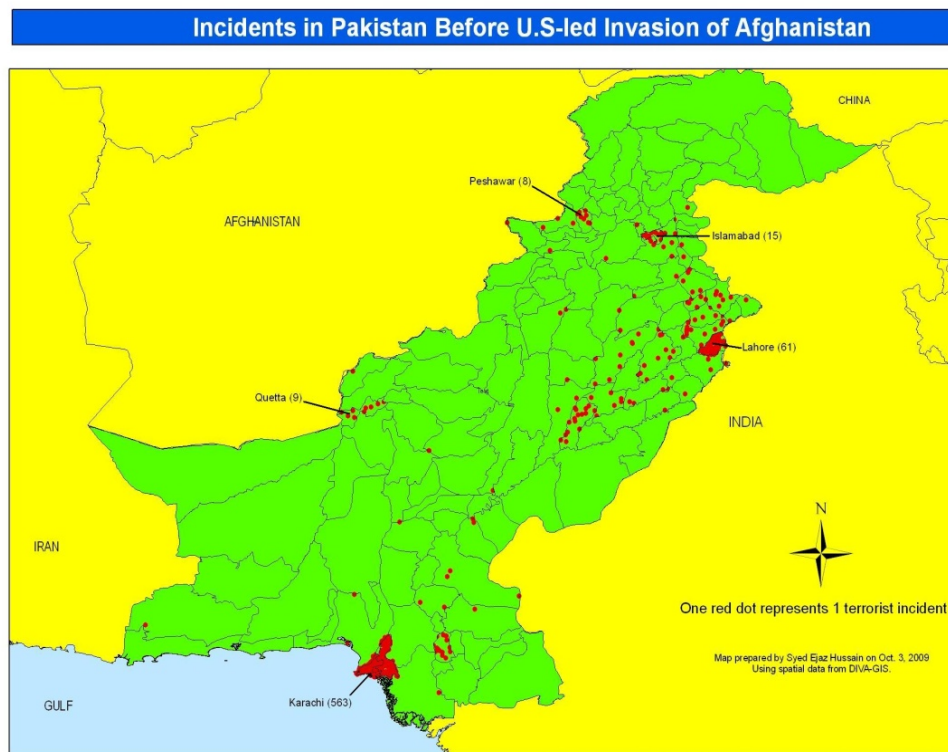 Incidents in Pakistan Before U.S-led Invasion of Afghanistan
CHINA
Peshawar (8)
AFGHANISTAN
Islamabad (15)
Lahore (61)
Quetta (9)
INDIA
N
IRAN
One red dot represents 1 terrorist incident
Map prepared by Syed Ejaz Hussain on Oct. 3, 2009
Using spatial data from DIVA-GIS.
Karachi (563)
GULF